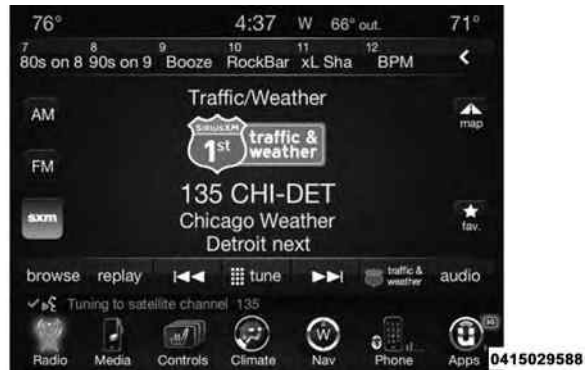 76° 4:37 W 66° out. 71°
7 8 9 10 11 12
80s on 8 90s on 9 Booze RockBar xL Sha BPM
Traffic/Weather
AM
map
SIRIUSXM
1st traffic & weather
FM
135 CHI-DET
sxm
Chicago Weather
fav.
Detroit next
browse replay tune traffic & weather audio
Tuning to satellite channel 135
Radio Media Controls Climate Nav Phone Apps
W
0415029588